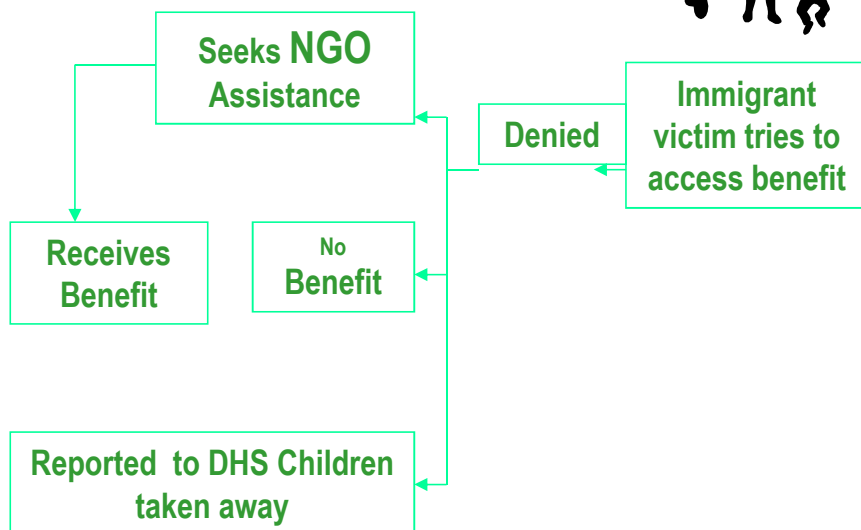 Seeks NGO
Assistance
Immigrant
victim tries to
access benefit
Denied
Receives
Benefit
No
Benefit
Reported to DHS Children
taken away